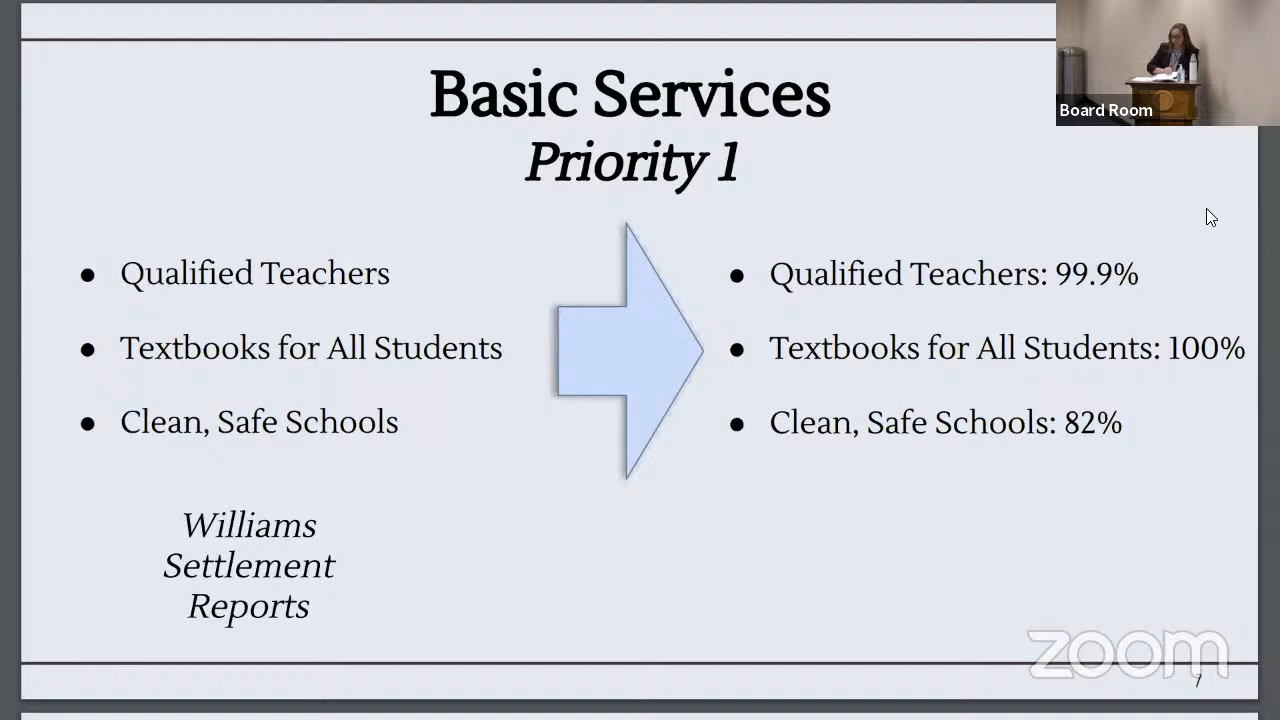 Basic Services
Priority 1
Board Room
● Qualified Teachers
● Textbooks for All Students
● Clean, Safe Schools
Williams
Settlement
Reports
● Qualified Teachers: 99.9%
● Textbooks for All Students: 100%
● Clean, Safe Schools: 82%
zoom
7